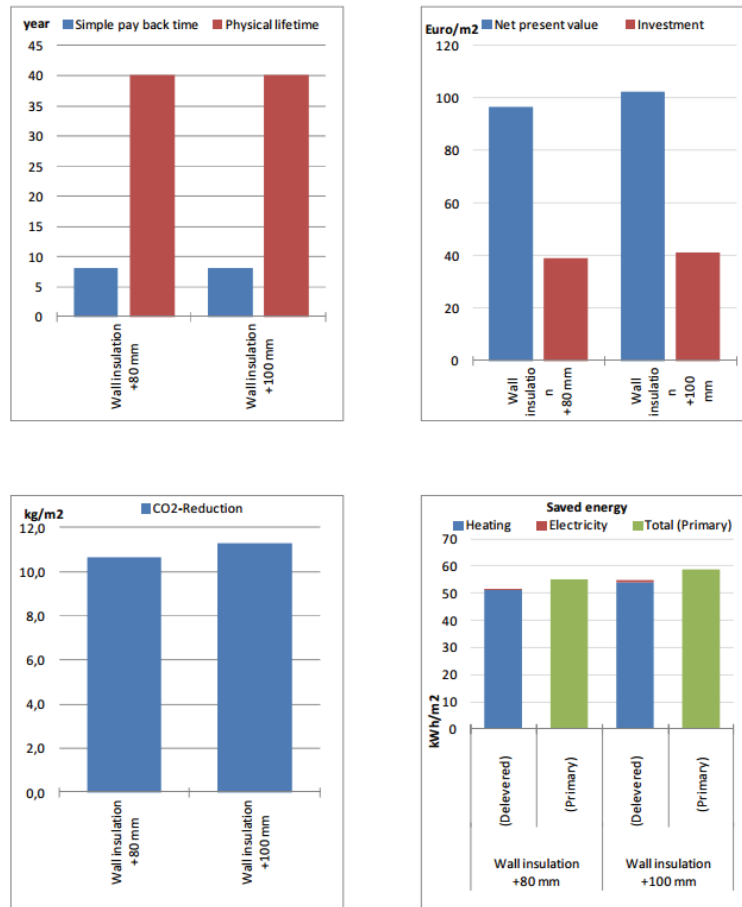 year
Simple pay back time Physical lifetime
45
40
35
30
25
20
15
10
5
0
Wall insulation
+80 mm
Wall insulation
+100 mm
Euro/m2
Net present value Investment
120
100
80
60
40
20
0
Wall
insulatio
n
+80 mm
Wall
insulatio
n
+100
mm
kg/m2
CO2-Reduction
12,0
10,0
8,0
6,0
4,0
2,0
0,0
Wall insulation
+80 mm
Wall insulation
+100 mm
Saved energy
Heating Electricity Total (Primary)
70
60
50
40
30
20
10
0
kWh/m2
(Delevered)
(Primary)
(Delevered)
(Primary)
Wall insulation
+80 mm
Wall insulation
+100 mm